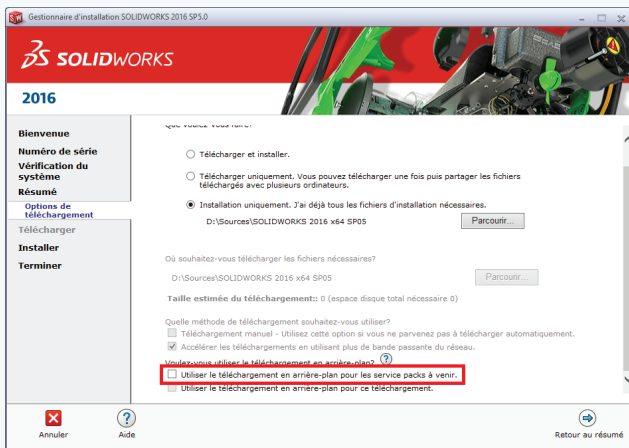 Gestionnaire d'installation SOLIDWORKS 2016 SP5.0
SOLIDWORKS
2016
Bienvenue
Numéro de série
Vérification du
système
Résumé
Options de
téléchargement
Télécharger
Installer
Terminer
Que voulez-vous faire?
Télécharger et installer.
Télécharger uniquement. Vous pouvez télécharger une fois puis partager les fichiers
téléchargés avec plusieurs ordinateurs.
Installation uniquement. J'ai déjà tous les fichiers d'installation nécessaires.
D:\Sources\SOLIDWORKS 2016 x64 SP05
Parcourir...
Où souhaitez-vous télécharger les fichiers nécessaires?
D:\Sources\SOLIDWORKS 2016 x64 SP05
Parcourir...
Taille estimée du téléchargement:: 0 (espace disque total nécessaire 0)
Quelle méthode de téléchargement souhaitez-vous utiliser?
Téléchargement manuel - Utilisez cette option si vous ne parvenez pas à télécharger automatiquement.
Accélérer les téléchargements en utilisant plus de bande passante du réseau.
Voulez-vous utiliser le téléchargement en arrière-plan?
Utiliser le téléchargement en arrière-plan pour les service packs à venir.
Utiliser le téléchargement en arrière-plan pour ce téléchargement.
Annuler
Aide
Retour au résumé